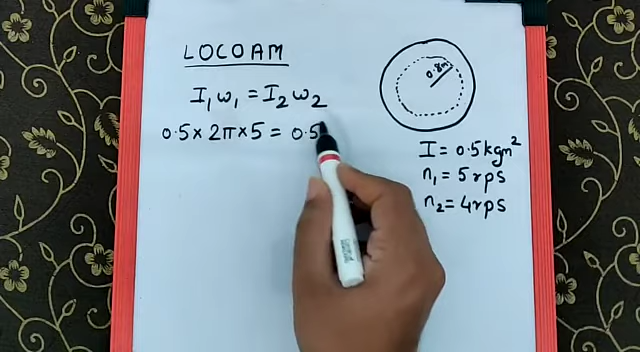 LOCOAM
I₁ω₁ = I₂ω₂
0.5 × 2π × 5 = 0.5
0.8m
I = 0.5 kgm²
n₁ = 5 rps
n₂ = 4 rps